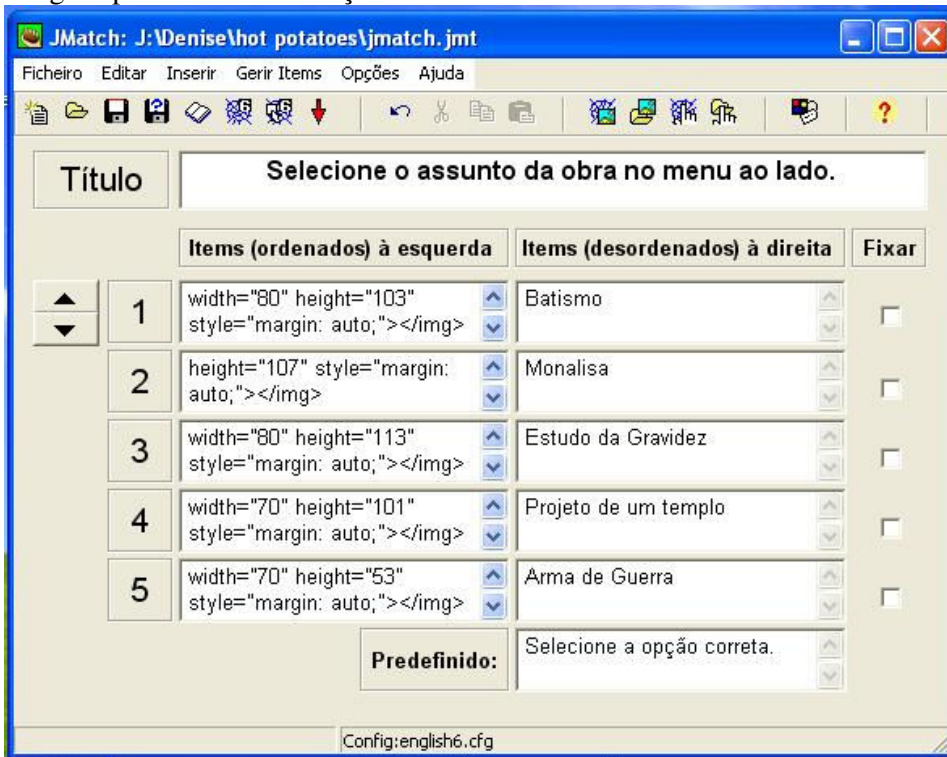 JMatch: J:\Denise\hot potatoes\jmatch.jmt
Ficheiro Editar Inserir Gerir Items Opções Ajuda
Título
Selecione o assunto da obra no menu ao lado.
Items (ordenados) à esquerda Items (desordenados) à direita Fixar
1
width="80" height="103"
style="margin: auto;"></img>
Batismo
2
height="107" style="margin:
auto;"></img>
Monalisa
3
width="80" height="113"
style="margin: auto;"></img>
Estudo da Gravidez
4
width="70" height="101"
style="margin: auto;"></img>
Projeto de um templo
5
width="70" height="53"
style="margin: auto;"></img>
Arma de Guerra
Predefinido:
Selecione a opção correta.
Config:english6.cfg